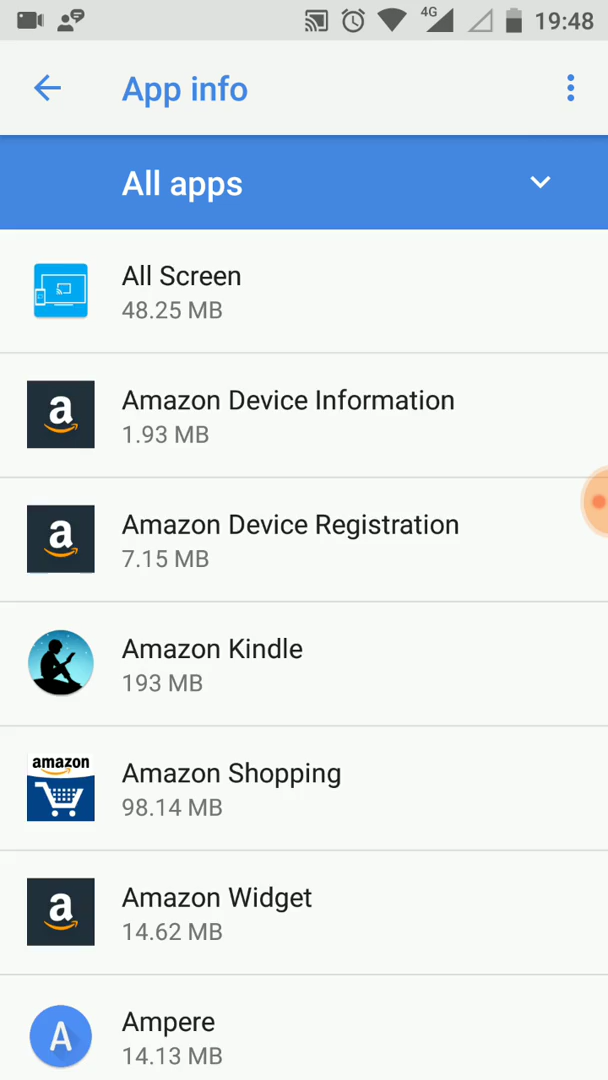 4G 19:48
App info
All apps
All Screen
48.25 MB
a
Amazon Device Information
1.93 MB
a
Amazon Device Registration
7.15 MB
Amazon Kindle
193 MB
amazon
Amazon Shopping
98.14 MB
a
Amazon Widget
14.62 MB
A
Ampere
14.13 MB